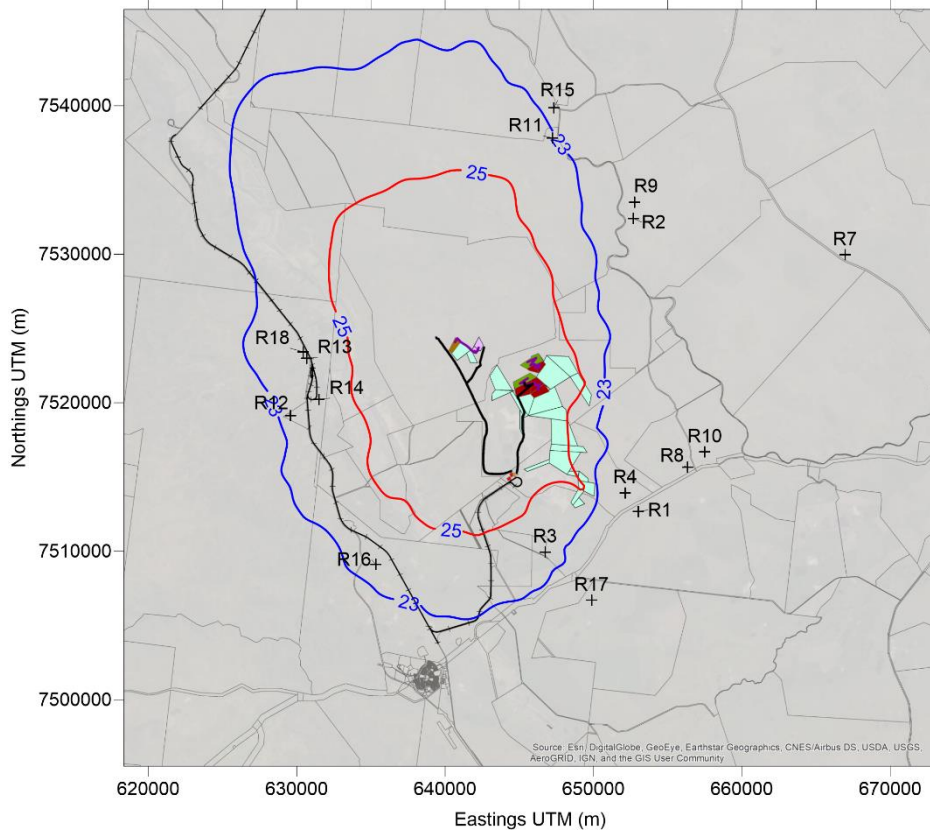 7540000
R15
R11
23
25
R9
R2
7530000
R7
25
R18
R13
R14
R12
23
23
7520000
Northings UTM (m)
R10
R8
R4
R1
7510000
25
R3
R16
23
R17
7500000
Source: Esri, DigitalGlobe, GeoEye, Earthstar Geographics, CNES/Airbus DS, USDA, USGS,
AeroGRID, IGN, and the GIS User Community
620000 630000 640000 650000 660000 670000
Eastings UTM (m)